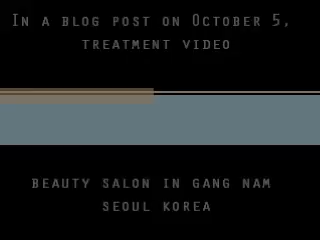 In a blog post on October 5,
treatment video
beauty salon in gang nam
seoul korea